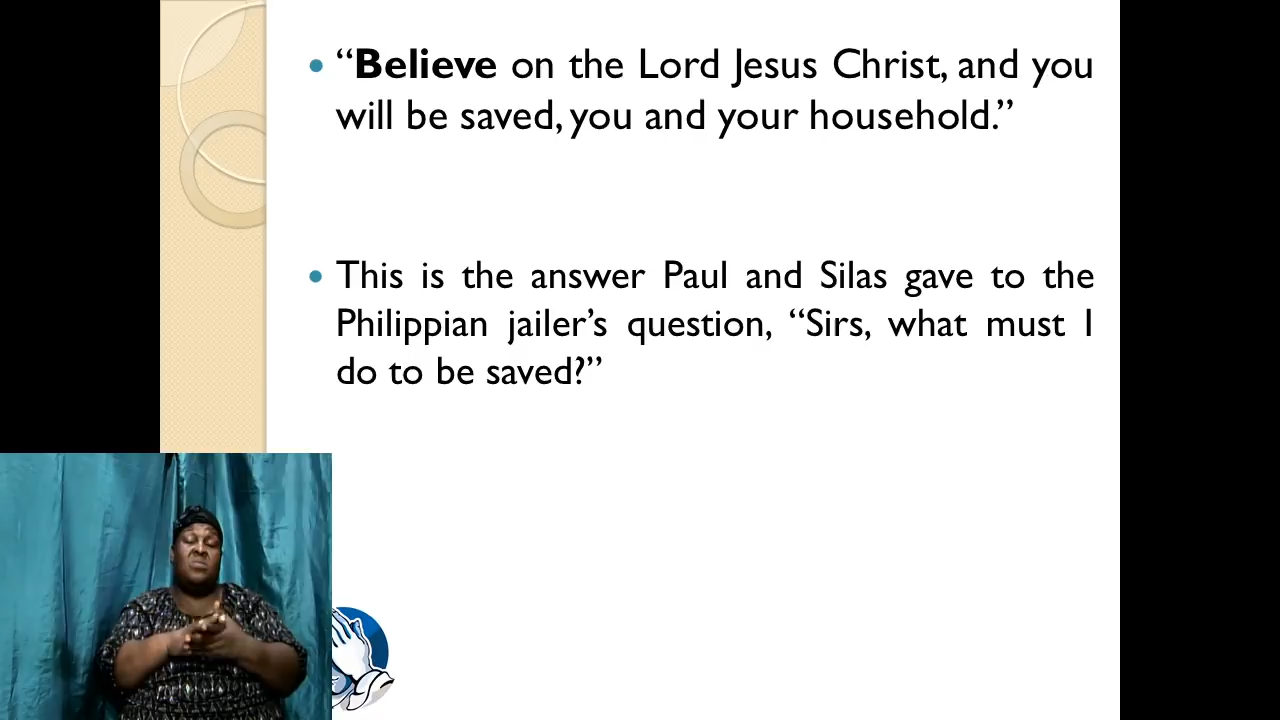 • “Believe on the Lord Jesus Christ, and you
will be saved, you and your household.”
• This is the answer Paul and Silas gave to the
Philippian jailer’s question, “Sirs, what must I
do to be saved?”